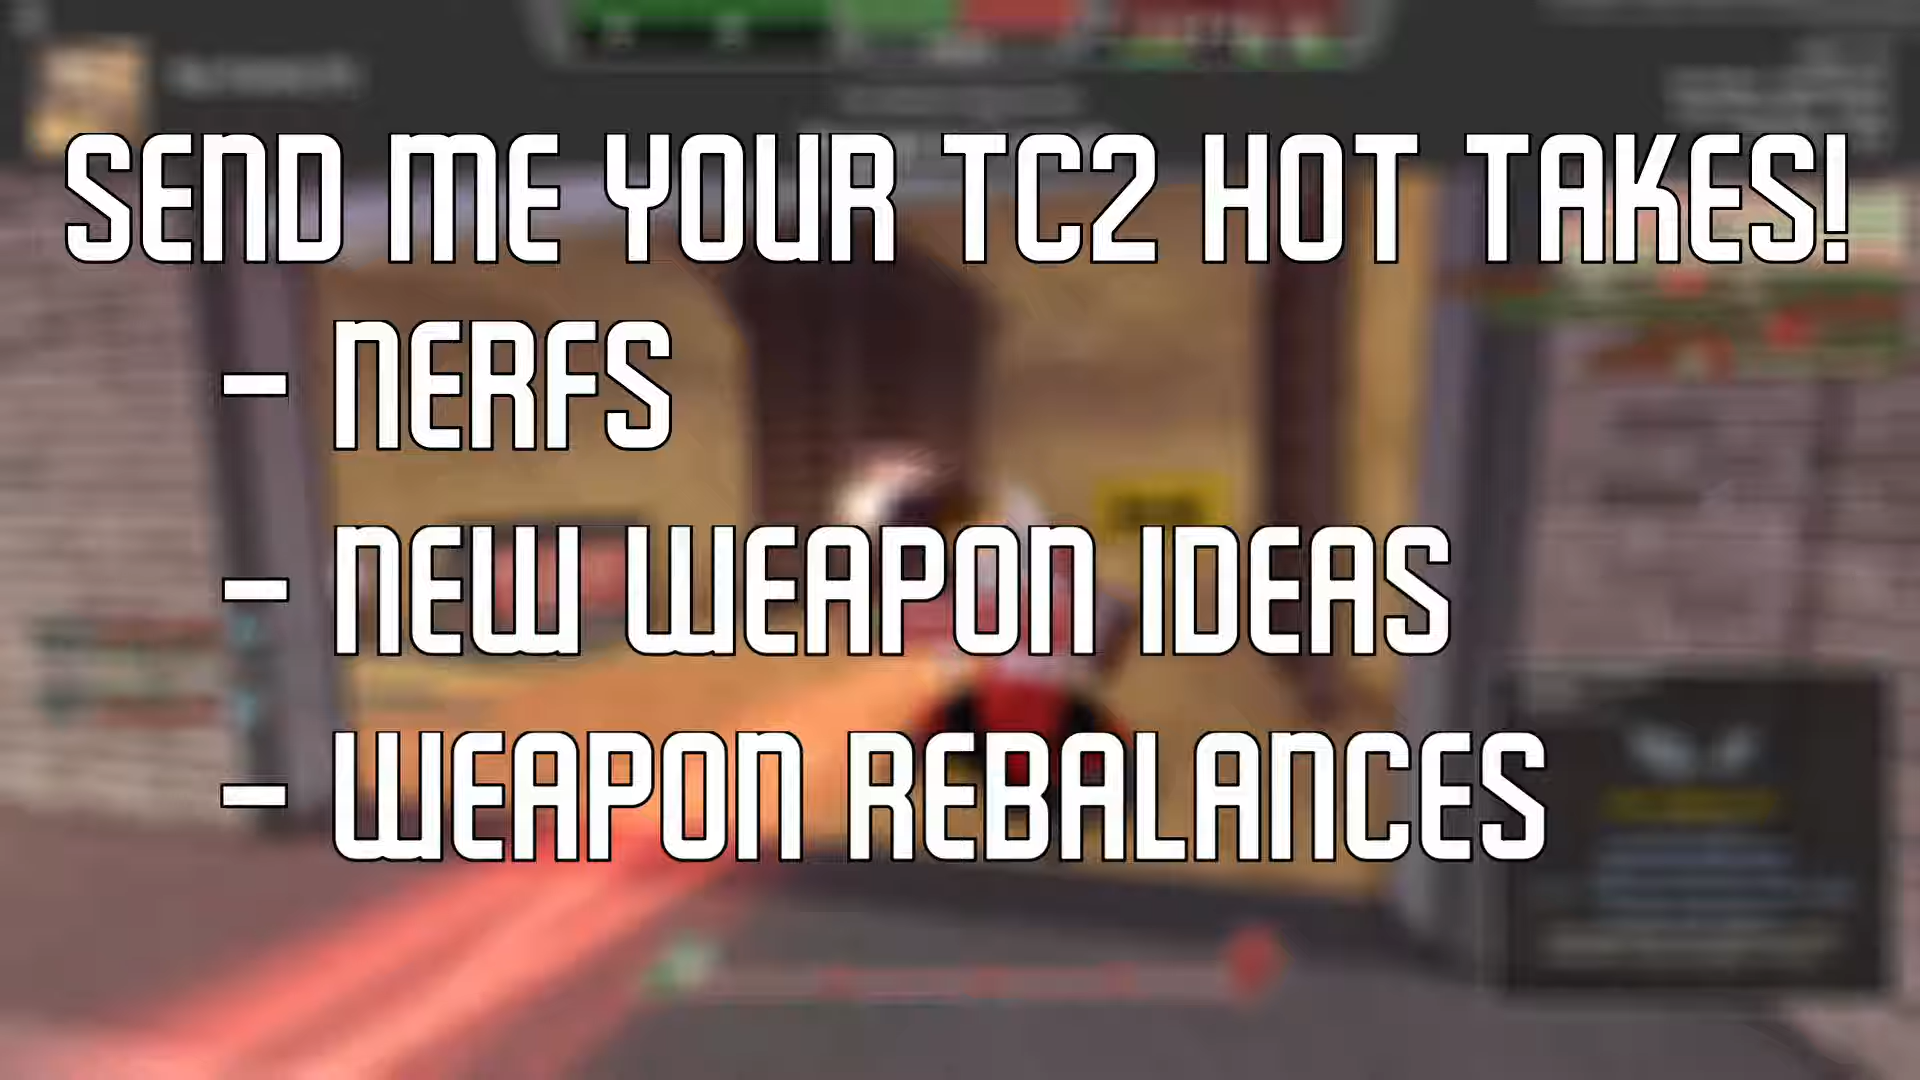 SEND ME YOUR TC2 HOT TAKES!
- NERFS
- NEW WEAPON IDEAS
- WEAPON REBALANCES